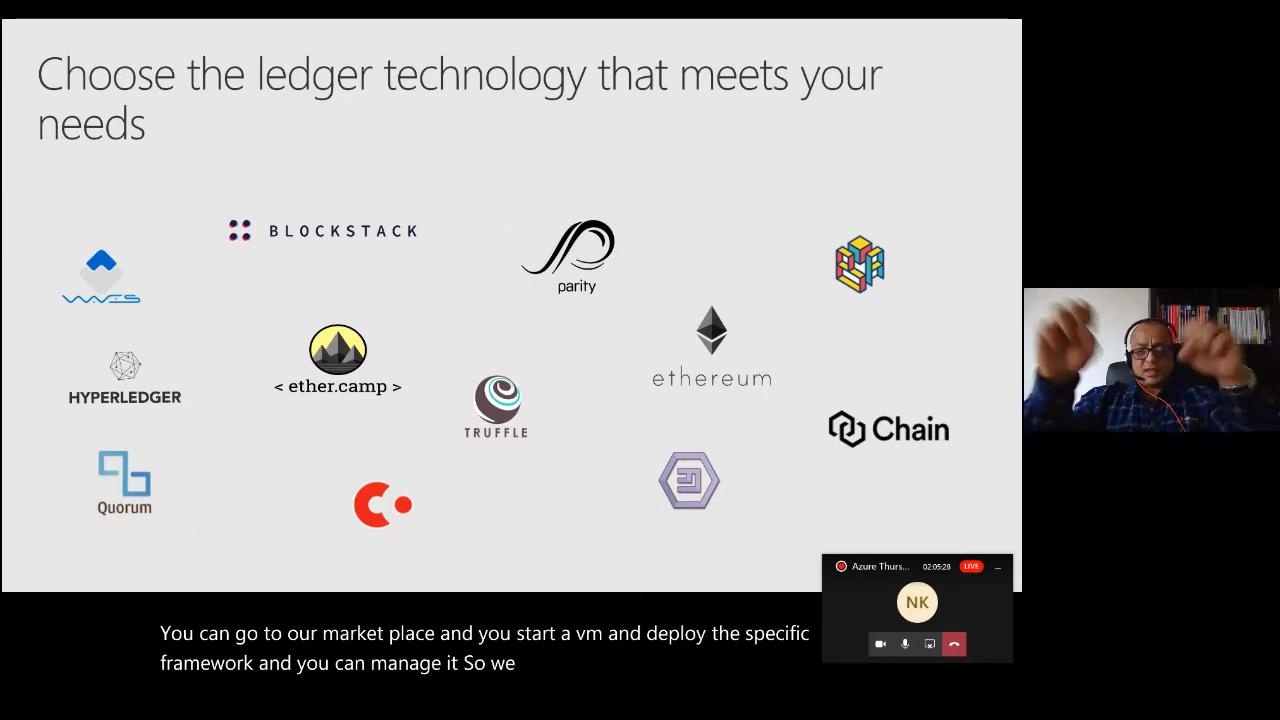 Choose the ledger technology that meets your
needs
BLOCKSTACK
parity
WAVES
< ether.camp >
ethereum
HYPERLEDGER
TRUFFLE
Chain
Quorum
Azure Thurs...
02:05:28
LIVE
NK
You can go to our market place and you start a vm and deploy the specific
framework and you can manage it So we